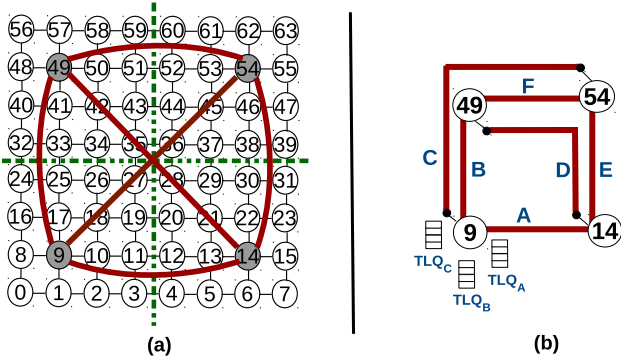 56 57 58 59 60 61 62 63
48 49 50 51 52 53 54 55
40 41 42 43 44 45 46 47
32 33 34 35 36 37 38 39
24 25 26 27 28 29 30 31
16 17 18 19 20 21 22 23
8 9 10 11 12 13 14 15
0 1 2 3 4 5 6 7
(a)
F
49 54
C B D E
A
9 14
TLQC TLQA
TLQB
(b)